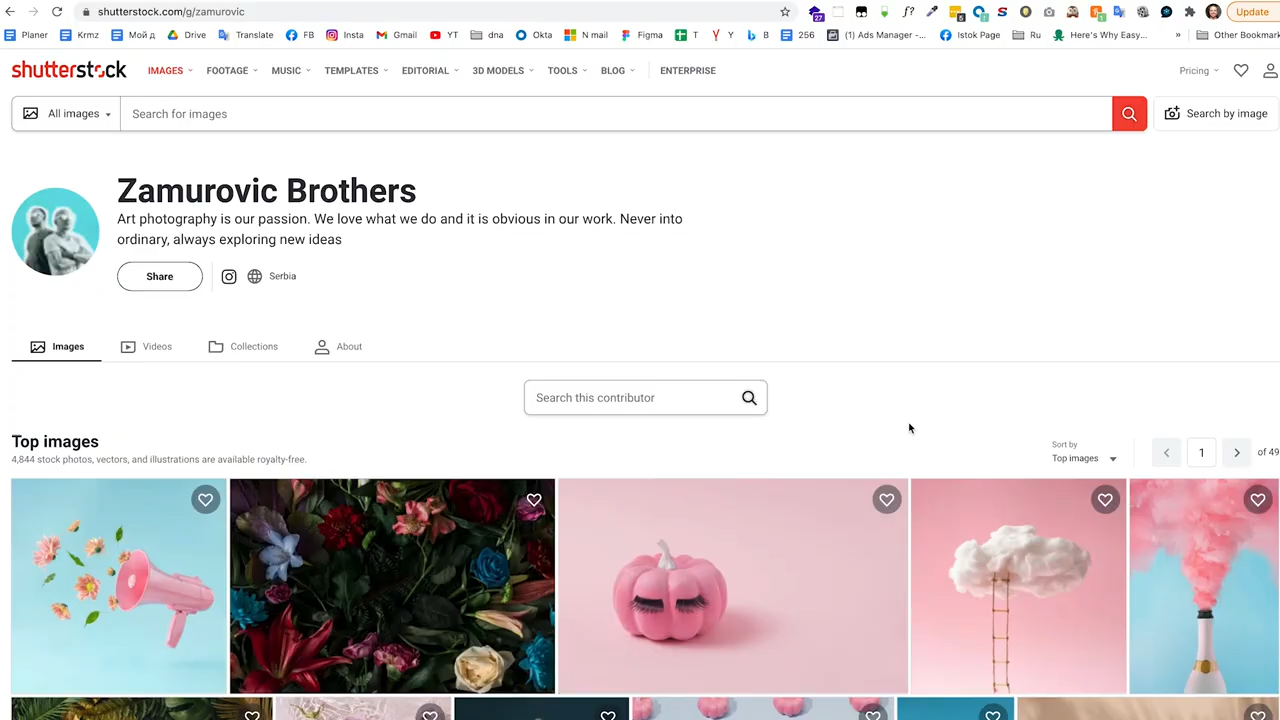 shutterstock.com/g/zamurovic
Update
Planer
Krmz
Мой д
Drive
Translate
FB
Insta
Gmail
YT
dna
Okta
N mail
Figma
T
Y
B
256
(1) Ads Manager -...
Istok Page
Ru
Here's Why Easy...
»
Other Bookmark
shutterstock
IMAGES
FOOTAGE
MUSIC
TEMPLATES
EDITORIAL
3D MODELS
TOOLS
BLOG
ENTERPRISE
Pricing
All images
Search for images
Search by image
Zamurovic Brothers
Art photography is our passion. We love what we do and it is obvious in our work. Never into
ordinary, always exploring new ideas
Share
Serbia
Images
Videos
Collections
About
Search this contributor
Top images
4,844 stock photos, vectors, and illustrations are available royalty-free.
Sort by
Top images
1
of 49